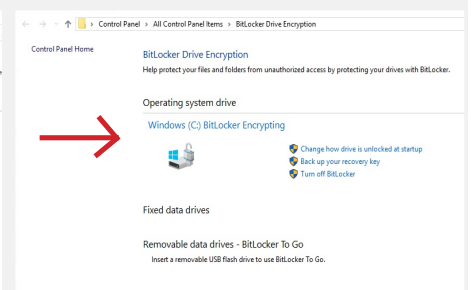 Control Panel > All Control Panel Items > BitLocker Drive Encryption
Control Panel Home
BitLocker Drive Encryption
Help protect your files and folders from unauthorized access by protecting your drives with BitLocker.
Operating system drive
Windows (C:) BitLocker Encrypting
Change how drive is unlocked at startup
Back up your recovery key
Turn off BitLocker
Fixed data drives
Removable data drives - BitLocker To Go
Insert a removable USB flash drive to use BitLocker To Go.